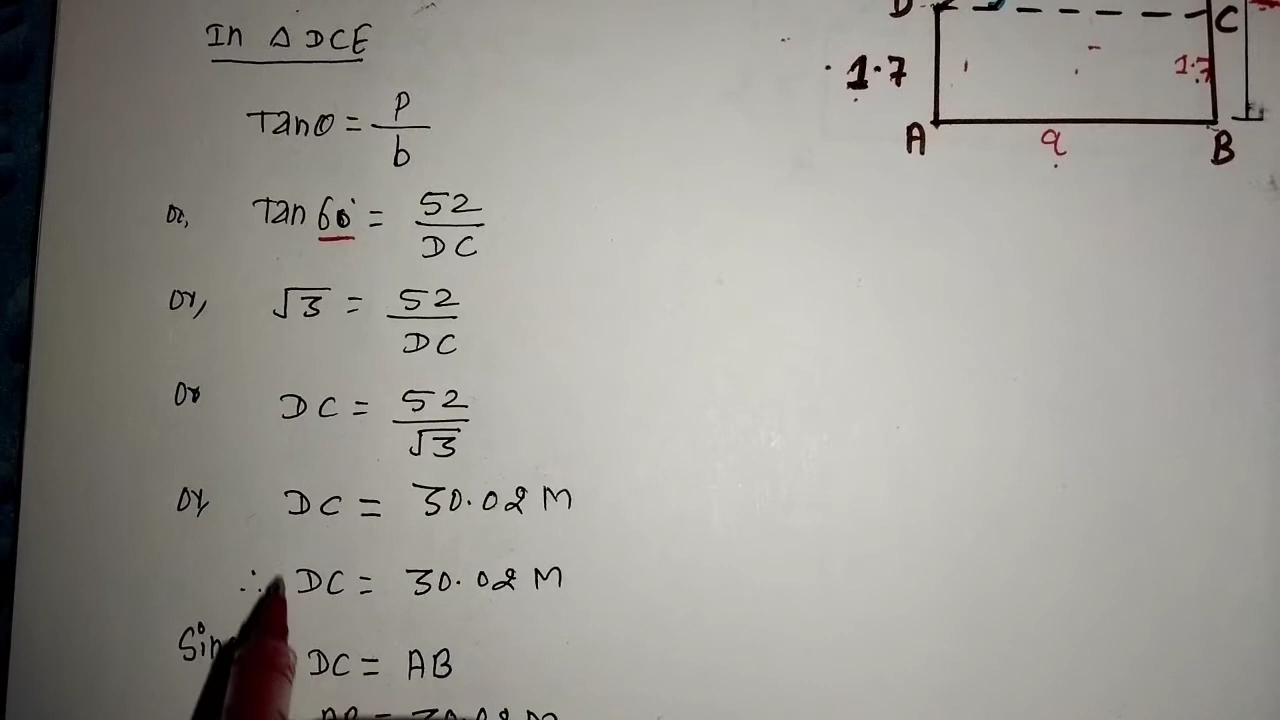 In △DCE
Tanθ = p/b
or, Tan 60° = 52/DC
or, √3 = 52/DC
or DC = 52/√3
or DC = 30.02 M
∴ DC = 30.02 M
DC = AB
D C
1.7 1.7
A B